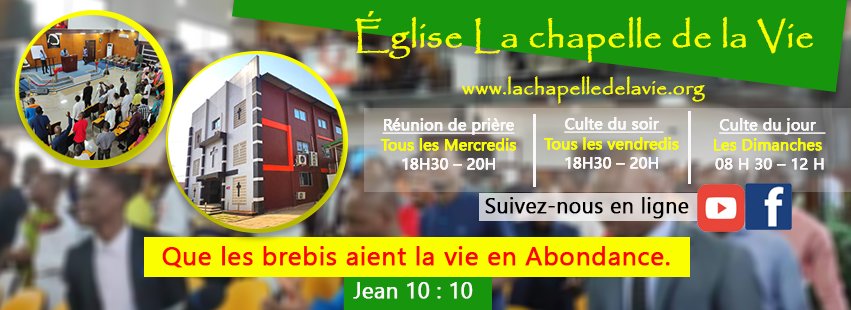 Église La chapelle de la Vie
www.lachapelledelavie.org
Réunion de prière
Tous les Mercredis
18H30 – 20H
Culte du soir
Tous les vendredis
18H30 – 20H
Culte du jour
Les Dimanches
08 H 30 – 12 H
Suivez-nous en ligne
Que les brebis aient la vie en Abondance.
Jean 10 : 10